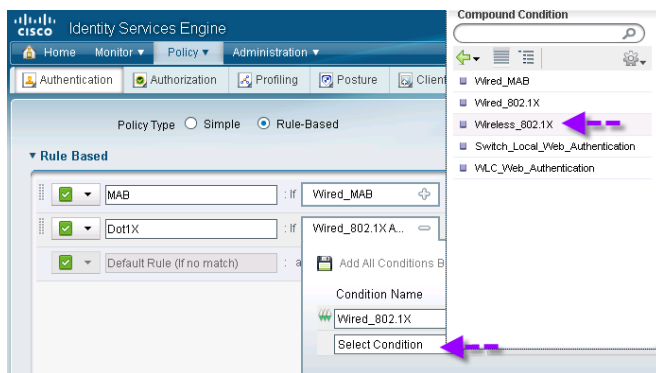 cisco Identity Services Engine
Home Monitor Policy Administration
Authentication Authorization Profiling Posture Client
Policy Type Simple Rule-Based
Rule Based
MAB : If Wired_MAB
Dot1X : If Wired_802.1X A...
Default Rule (If no match) : a
Add All Conditions B
Condition Name
Wired_802.1X
Select Condition
Compound Condition
Wired_MAB
Wired_802.1X
Wireless_802.1X
Switch_Local_Web_Authentication
WLC_Web_Authentication